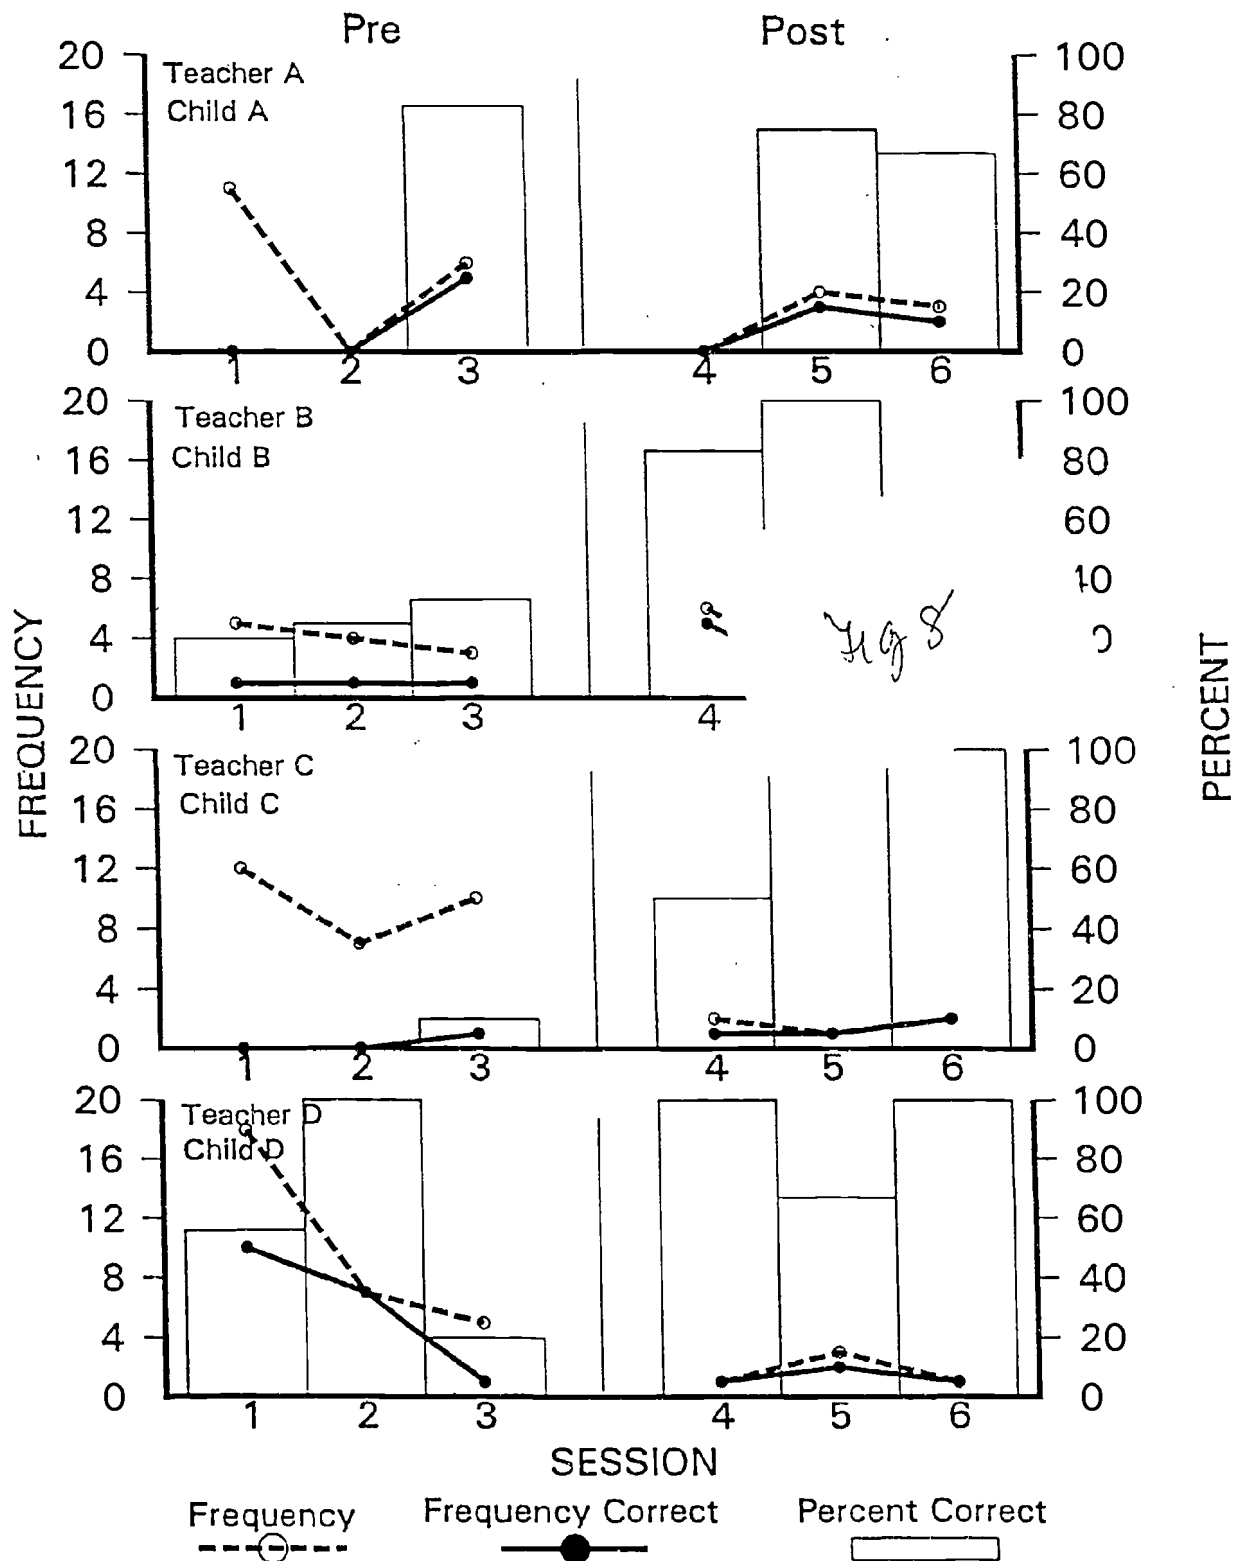 Pre Post
20 100
Teacher A
Child A
16 80
12 60
8 40
4 20
0 0
1 2 3 4 5 6
20 100
Teacher B
Child B
16 80
12 60
8
4
0
1 2 3 4
Fig 8
20 100
Teacher C
Child C
16 80
12 60
8 40
4 20
0 0
1 2 3 4 5 6
20 100
Teacher D
Child D
16 80
12 60
8 40
4 20
0 0
1 2 3 4 5 6
FREQUENCY
PERCENT
SESSION
Frequency Frequency Correct Percent Correct